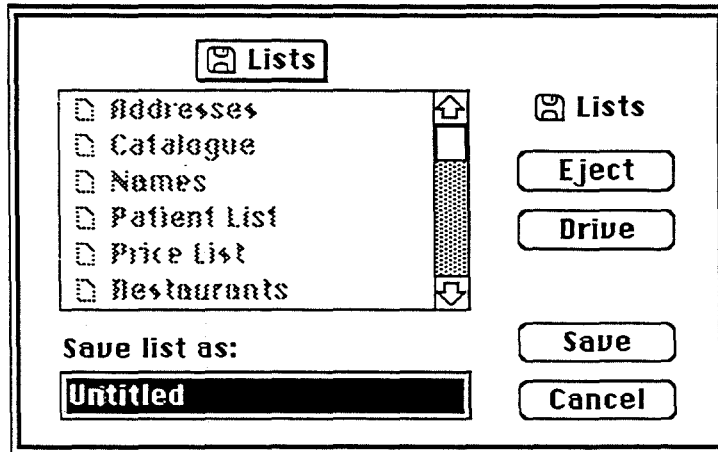 Lists
Addresses
Catalogue
Names
Patient List
Price List
Restaurants
Lists
Eject
Drive
Save list as:
Untitled
Save
Cancel